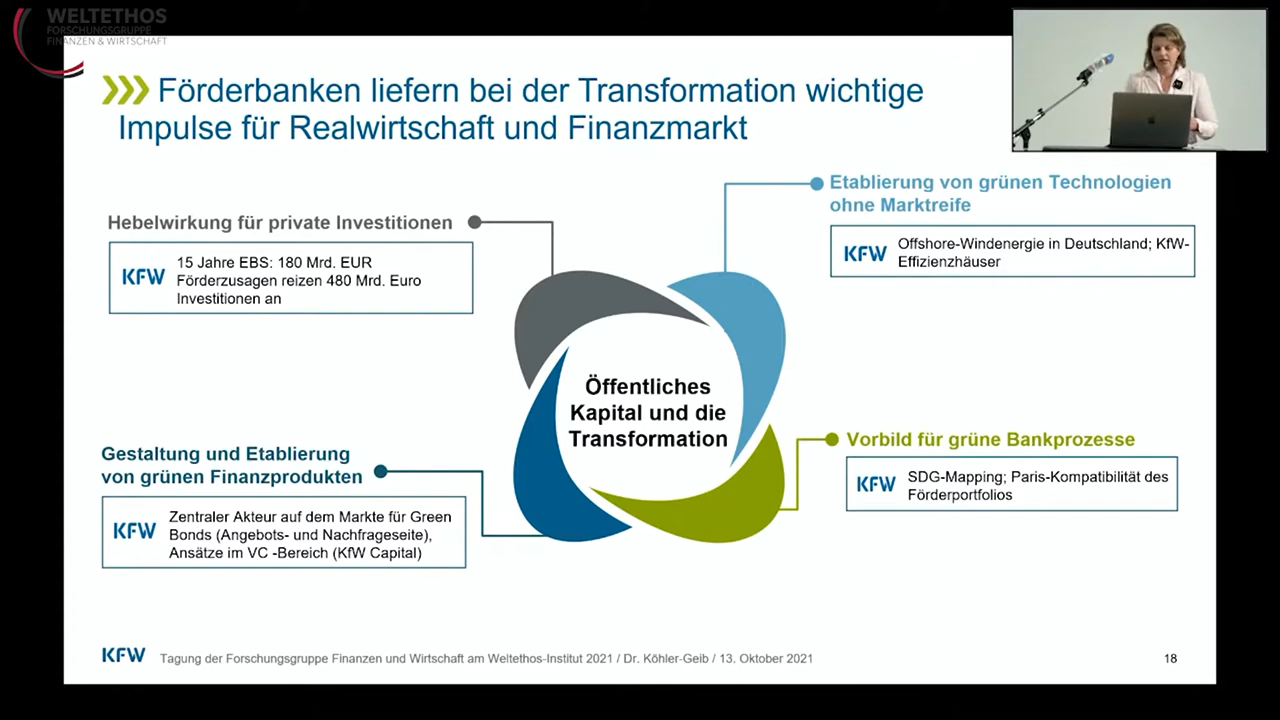 WELTETHOS
FORSCHUNGSGRUPPE
FINANZEN & WIRTSCHAFT
Förderbanken liefern bei der Transformation wichtige
Impulse für Realwirtschaft und Finanzmarkt
Hebelwirkung für private Investitionen
KFW
15 Jahre EBS: 180 Mrd. EUR
Förderzusagen reizen 480 Mrd. Euro
Investitionen an
Etablierung von grünen Technologien
ohne Marktreife
KFW
Offshore-Windenergie in Deutschland; KfW-
Effizienzhäuser
Öffentliches
Kapital und die
Transformation
Gestaltung und Etablierung
von grünen Finanzprodukten
KFW
Zentraler Akteur auf dem Markte für Green
Bonds (Angebots- und Nachfrageseite),
Ansätze im VC -Bereich (KfW Capital)
Vorbild für grüne Bankprozesse
KFW
SDG-Mapping; Paris-Kompatibilität des
Förderportfolios
KFW
Tagung der Forschungsgruppe Finanzen und Wirtschaft am Weltethos-Institut 2021 / Dr. Köhler-Geib / 13. Oktober 2021
18